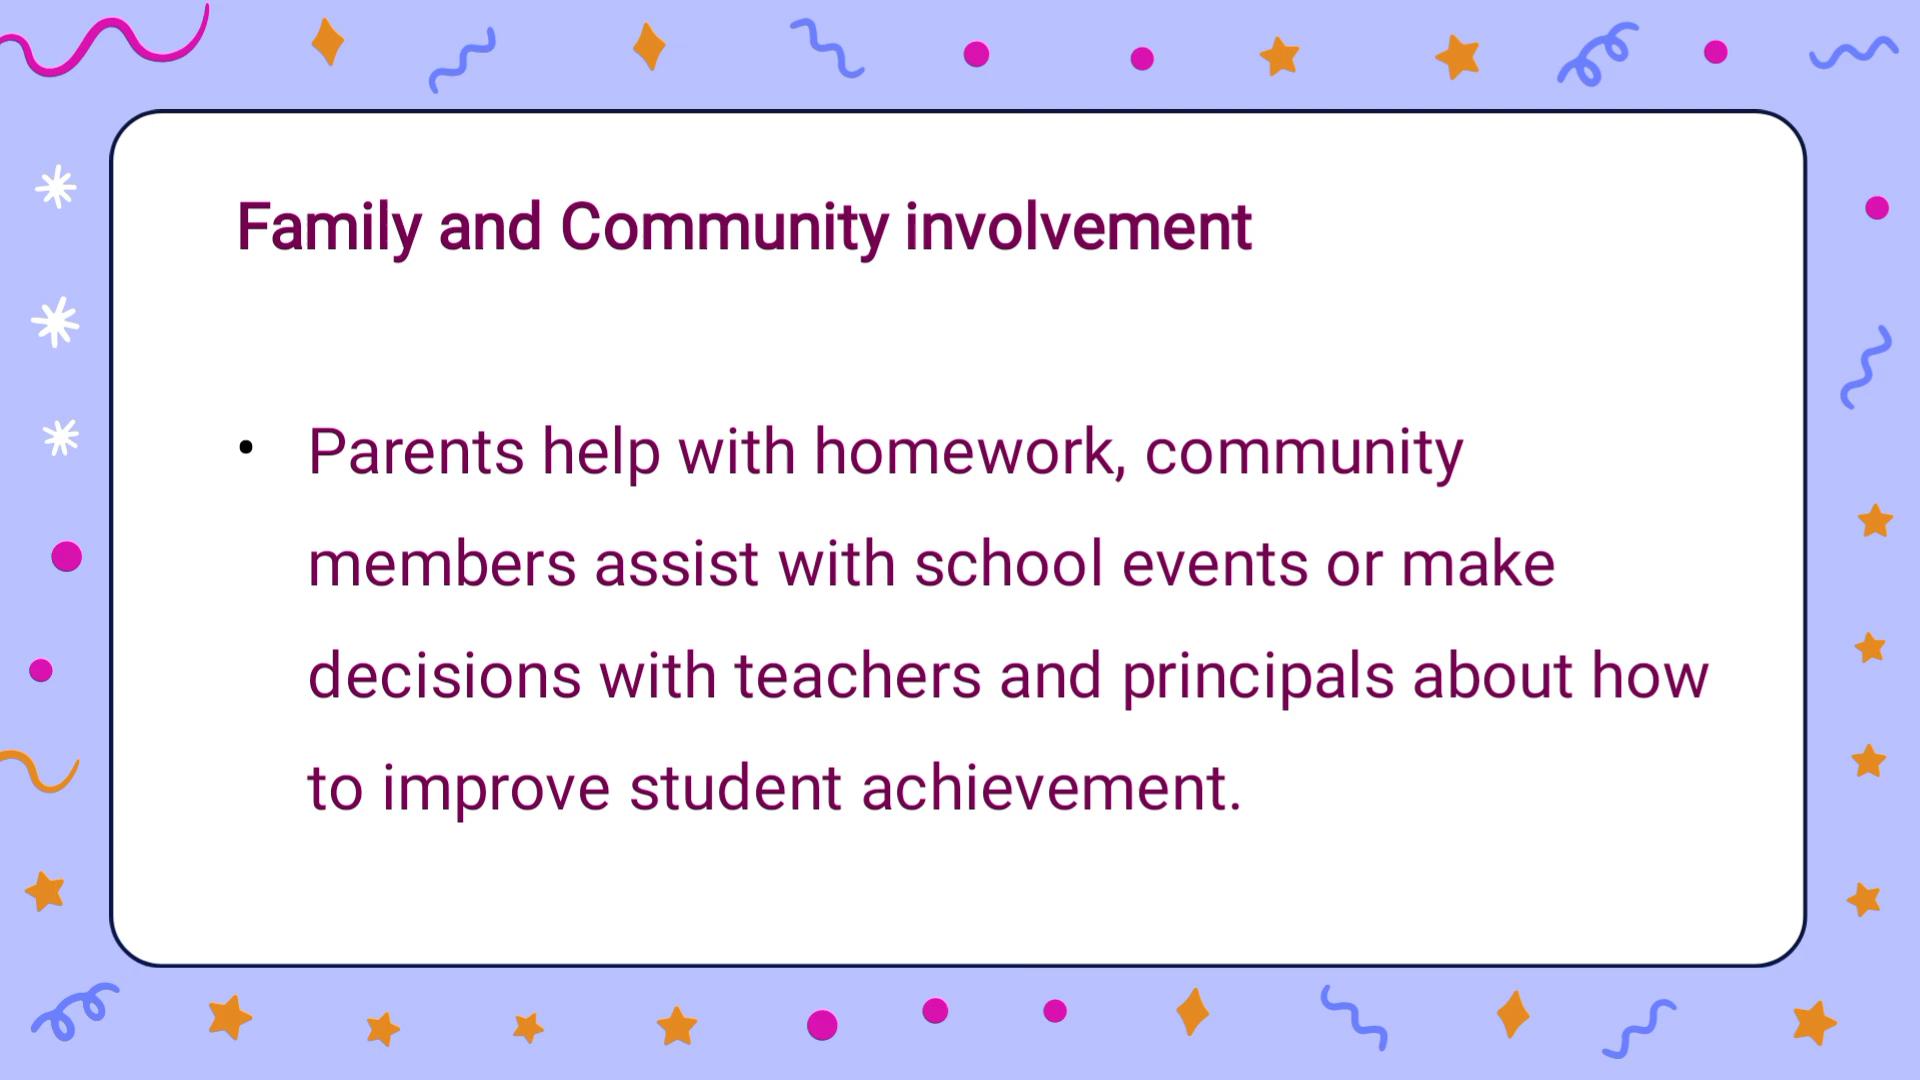 Family and Community involvement
• Parents help with homework, community
members assist with school events or make
decisions with teachers and principals about how
to improve student achievement.